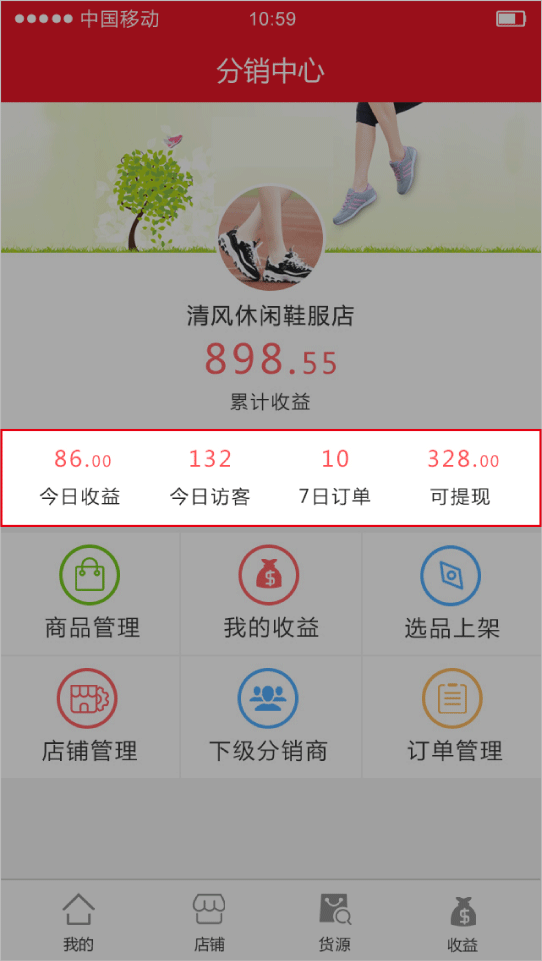 中国移动 10:59
分销中心
清风休闲鞋服店
898.55
累计收益
86.00 132 10 328.00
今日收益 今日访客 7日订单 可提现
商品管理 我的收益 选品上架
店铺管理 下级分销商 订单管理
我的 店铺 货源 收益